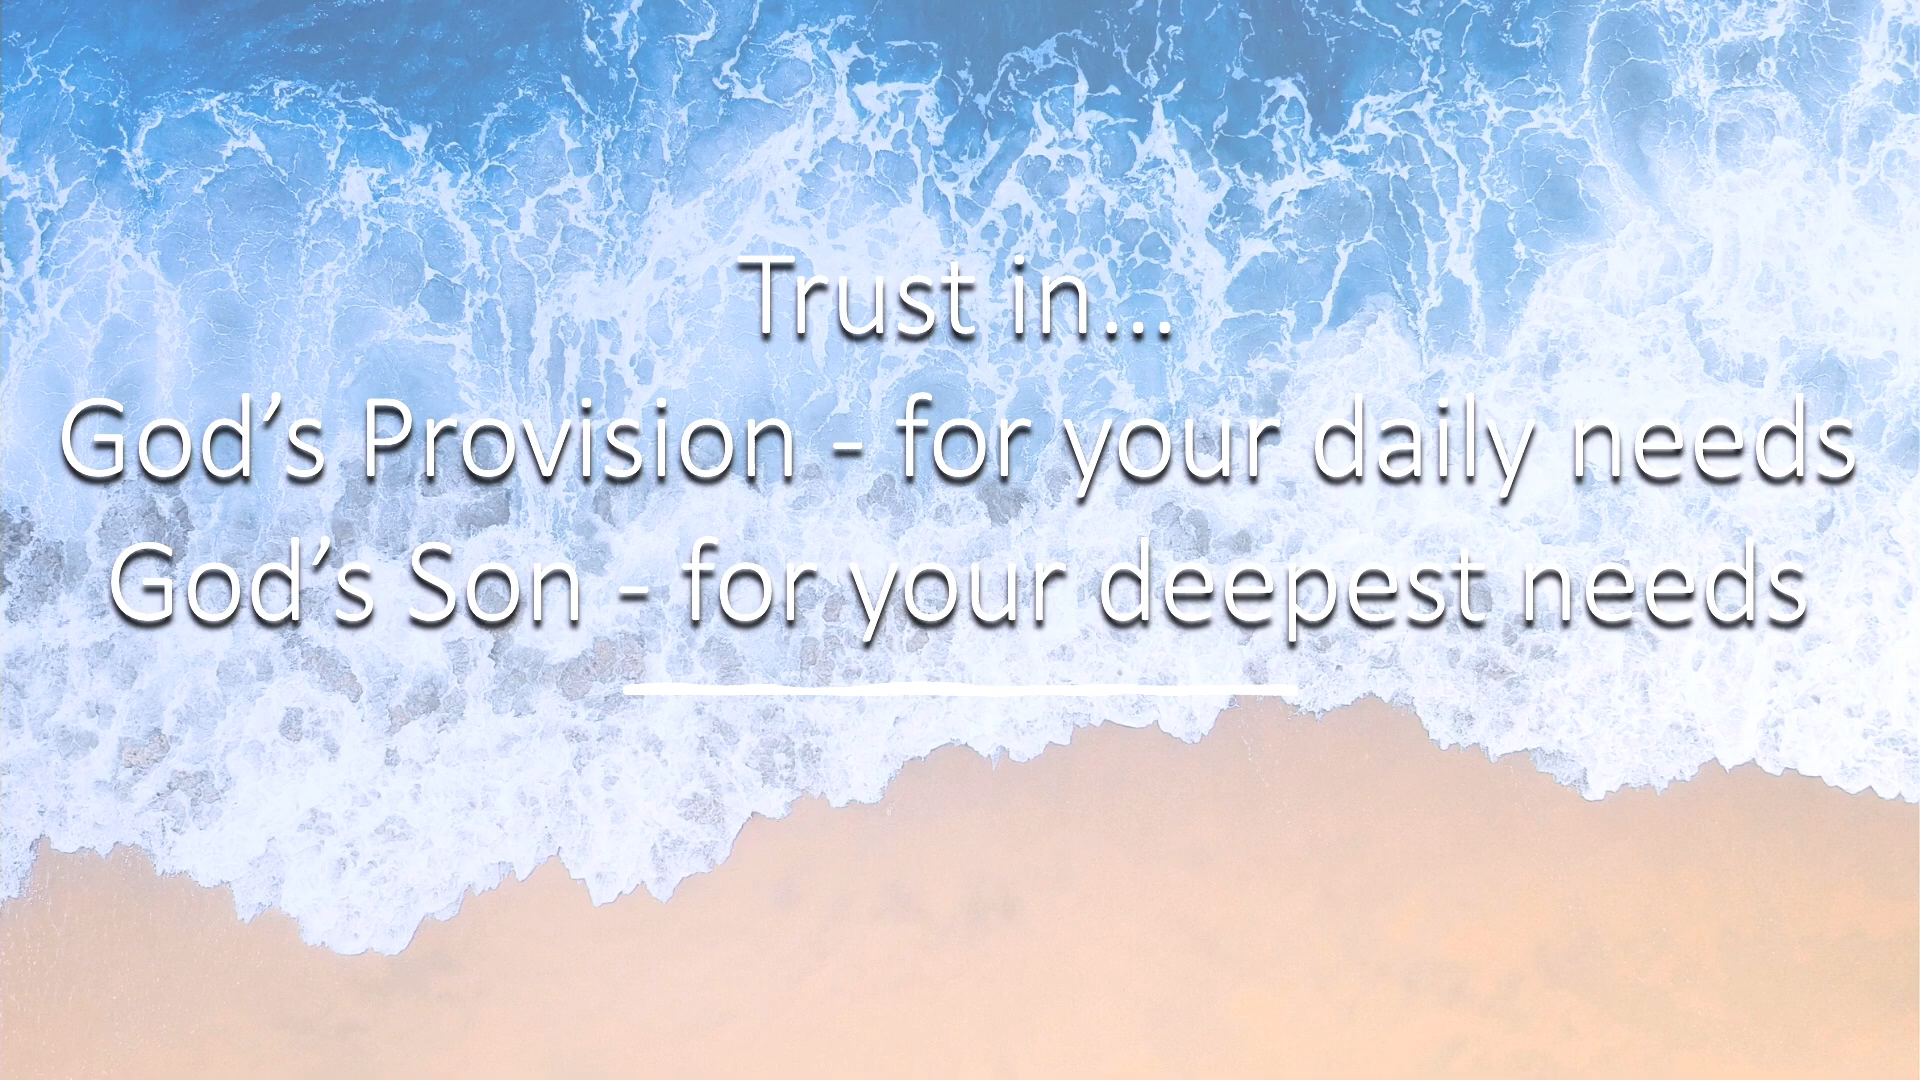 Trust in...
God’s Provision - for your daily needs
God’s Son - for your deepest needs